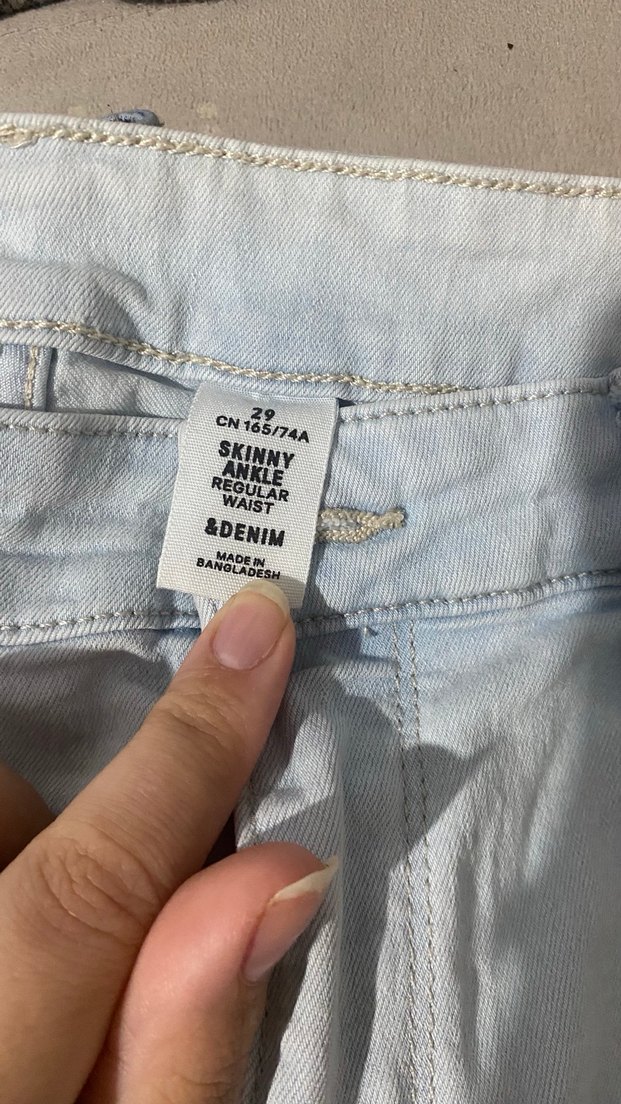 29
CN 165/74A
SKINNY
ANKLE
REGULAR
WAIST
&DENIM
MADE IN
BANGLADESH